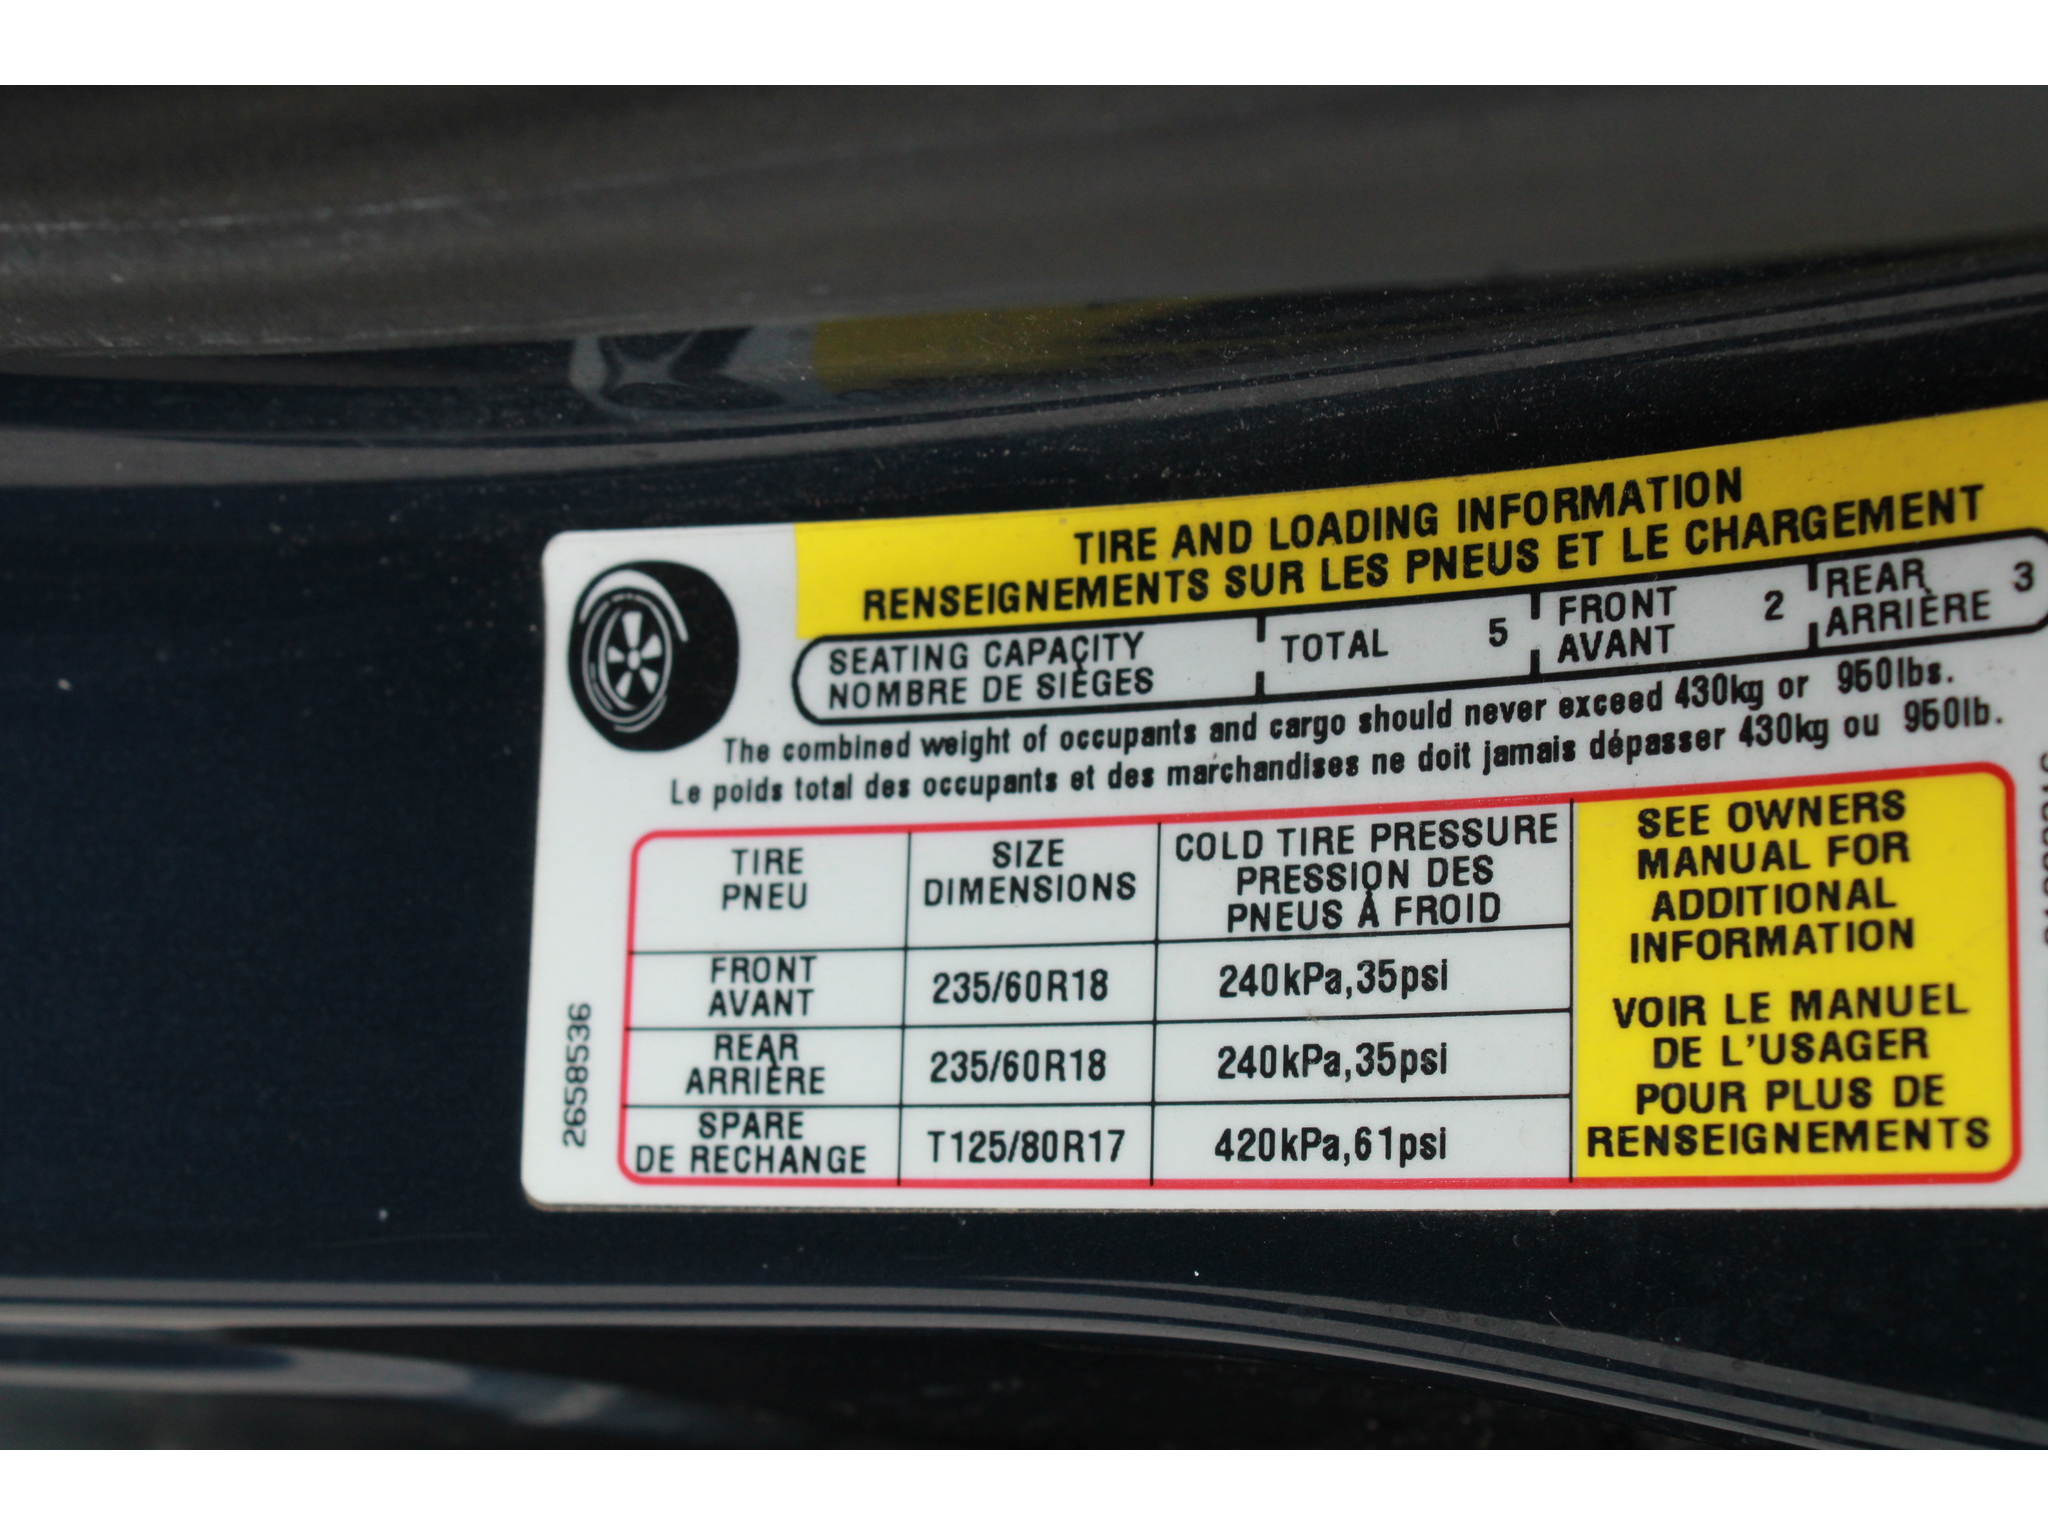 TIRE AND LOADING INFORMATION
RENSEIGNEMENTS SUR LES PNEUS ET LE CHARGEMENT
SEATING CAPACITY
NOMBRE DE SIÈGES
TOTAL 5
FRONT
AVANT
2
REAR
ARRIÈRE
3
The combined weight of occupants and cargo should never exceed 430kg or 950lbs.
Le poids total des occupants et des marchandises ne doit jamais dépasser 430kg ou 950lb.
TIRE
PNEU
SIZE
DIMENSIONS
COLD TIRE PRESSURE
PRESSION DES
PNEUS À FROID
FRONT
AVANT
235/60R18
240kPa,35psi
REAR
ARRIÈRE
235/60R18
240kPa,35psi
SPARE
DE RECHANGE
T125/80R17
420kPa,61psi
SEE OWNERS
MANUAL FOR
ADDITIONAL
INFORMATION
VOIR LE MANUEL
DE L'USAGER
POUR PLUS DE
RENSEIGNEMENTS
2658536